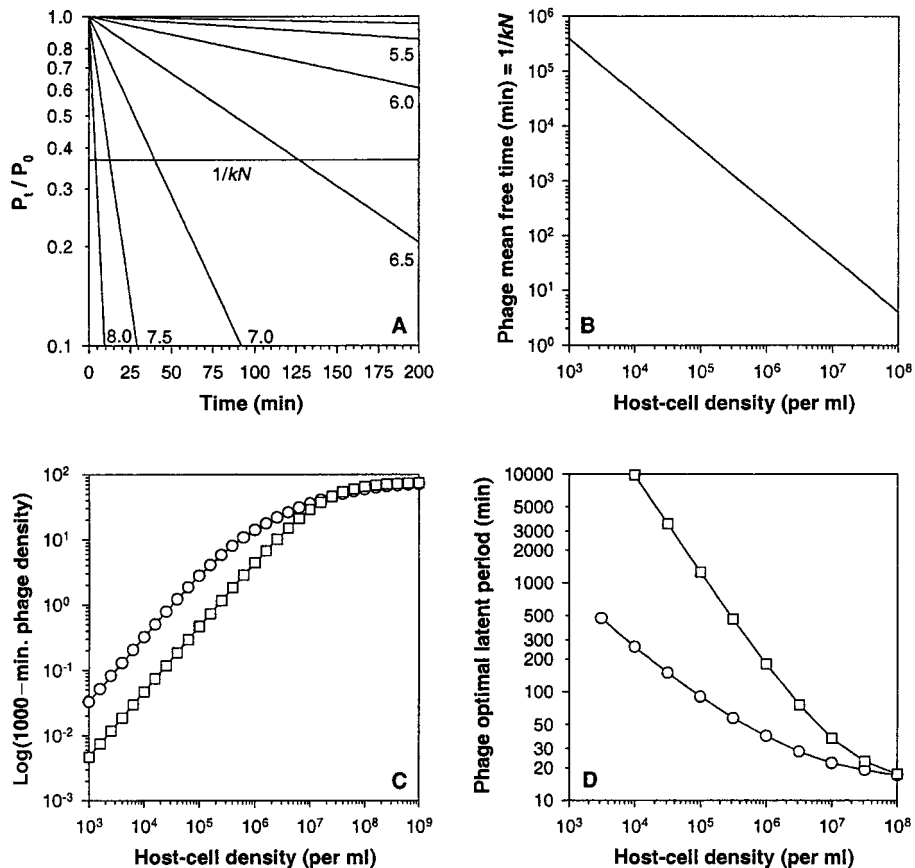 1.0
0.9
0.8
0.7
0.6
0.5
0.4
0.3
0.2
0.1
P_t / P_0
5.5
6.0
1/kN
6.5
8.0
7.5
7.0
A
0 25 50 75 100 125 150 175 200
Time (min)
10^6
10^5
10^4
10^3
10^2
10^1
10^0
Phage mean free time (min) = 1/kN
B
10^3 10^4 10^5 10^6 10^7 10^8
Host-cell density (per ml)
10^2
10^1
10^0
10^-1
10^-2
10^-3
Log(1000–min. phage density)
C
10^3 10^4 10^5 10^6 10^7 10^8 10^9
Host-cell density (per ml)
10000
5000
3000
2000
1000
500
300
200
100
50
30
20
10
Phage optimal latent period (min)
D
10^3 10^4 10^5 10^6 10^7 10^8
Host-cell density (per ml)